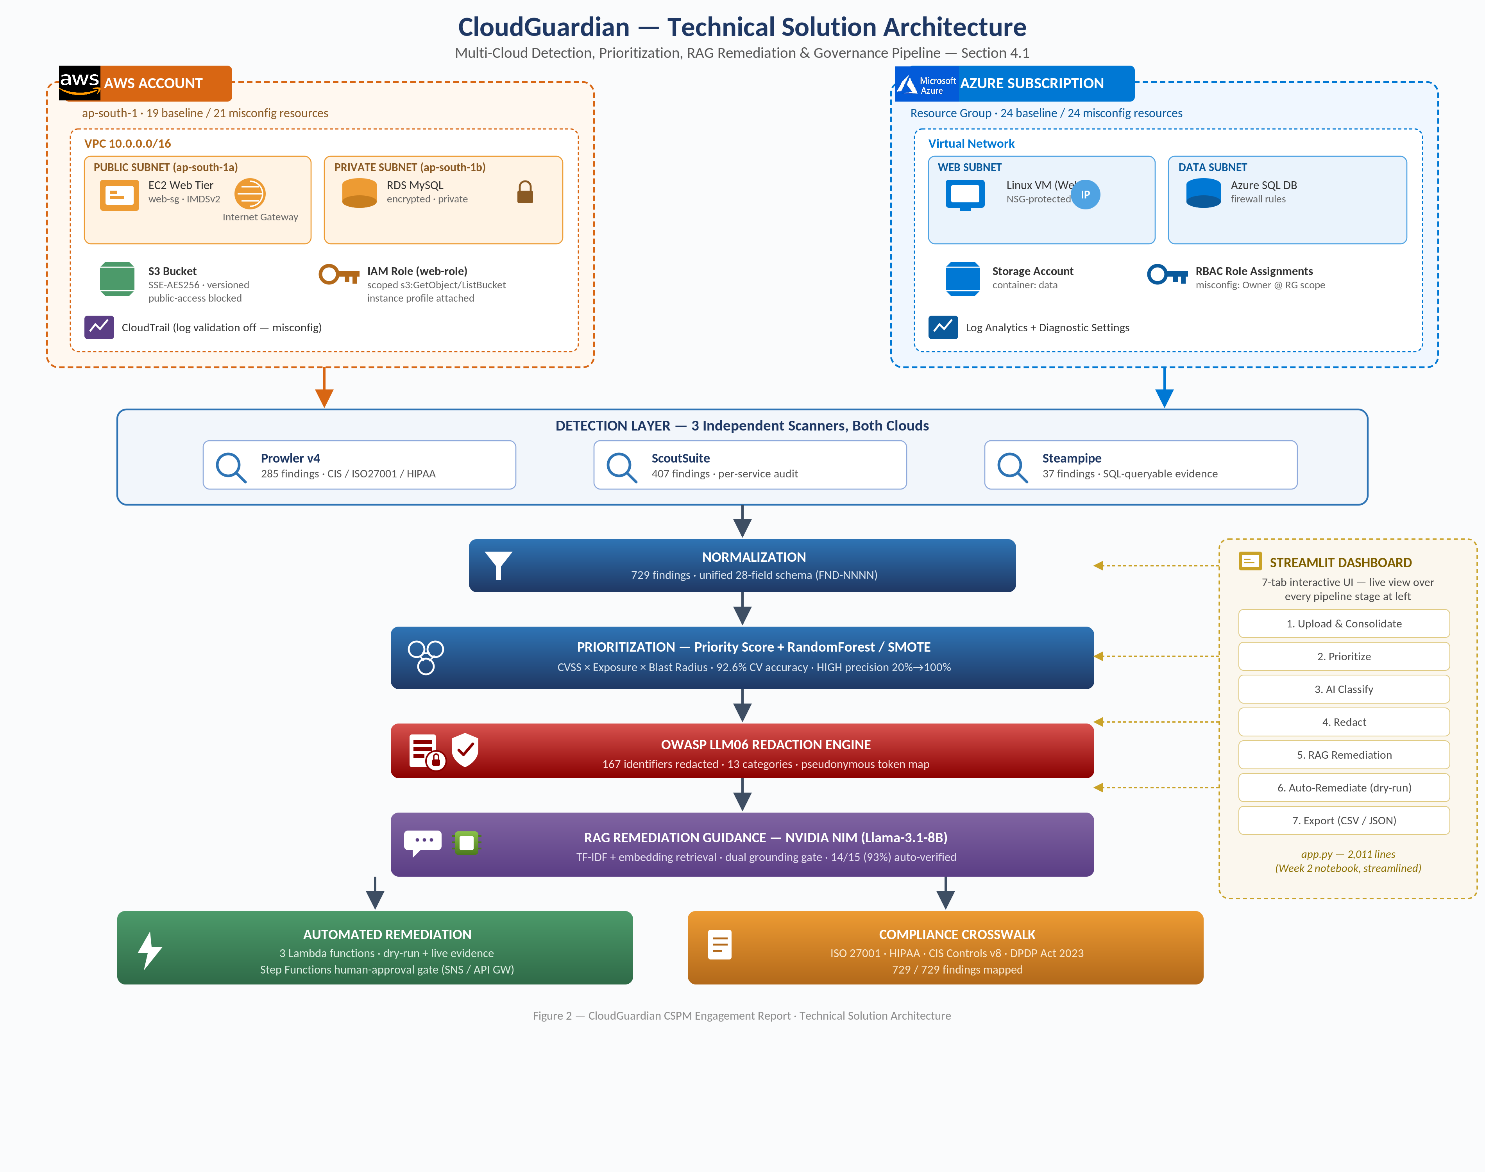 CloudGuardian — Technical Solution Architecture
Multi-Cloud Detection, Prioritization, RAG Remediation & Governance Pipeline — Section 4.1
aws
AWS ACCOUNT
ap-south-1 · 19 baseline / 21 misconfig resources
VPC 10.0.0.0/16
PUBLIC SUBNET (ap-south-1a)
EC2 Web Tier
web-sg · IMDSv2
Internet Gateway
PRIVATE SUBNET (ap-south-1b)
RDS MySQL
encrypted · private
S3 Bucket
SSE-AES256 · versioned
public-access blocked
IAM Role (web-role)
scoped s3:GetObject/ListBucket
instance profile attached
CloudTrail (log validation off — misconfig)
Microsoft
Azure
AZURE SUBSCRIPTION
Resource Group · 24 baseline / 24 misconfig resources
Virtual Network
WEB SUBNET
Linux VM
NSG-protected
IP
DATA SUBNET
Azure SQL DB
firewall rules
Storage Account
container: data
RBAC Role Assignments
misconfig: Owner @ RG scope
Log Analytics + Diagnostic Settings
DETECTION LAYER — 3 Independent Scanners, Both Clouds
Prowler v4
285 findings · CIS / ISO27001 / HIPAA
ScoutSuite
407 findings · per-service audit
Steampipe
37 findings · SQL-queryable evidence
NORMALIZATION
729 findings · unified 28-field schema (FND-NNNN)
PRIORITIZATION — Priority Score + RandomForest / SMOTE
CVSS × Exposure × Blast Radius · 92.6% CV accuracy · HIGH precision 20%→100%
OWASP LLM06 REDACTION ENGINE
167 identifiers redacted · 13 categories · pseudonymous token map
RAG REMEDIATION GUIDANCE — NVIDIA NIM (Llama-3.1-8B)
TF-IDF + embedding retrieval · dual grounding gate · 14/15 (93%) auto-verified
STREAMLIT DASHBOARD
7-tab interactive UI — live view over
every pipeline stage at left
1. Upload & Consolidate
2. Prioritize
3. AI Classify
4. Redact
5. RAG Remediation
6. Auto-Remediate (dry-run)
7. Export (CSV / JSON)
app.py — 2,011 lines
(Week 2 notebook, streamlined)
AUTOMATED REMEDIATION
3 Lambda functions · dry-run + live evidence
Step Functions human-approval gate (SNS / API GW)
COMPLIANCE CROSSWALK
ISO 27001 · HIPAA · CIS Controls v8 · DPDP Act 2023
729 / 729 findings mapped
Figure 2 — CloudGuardian CSPM Engagement Report · Technical Solution Architecture